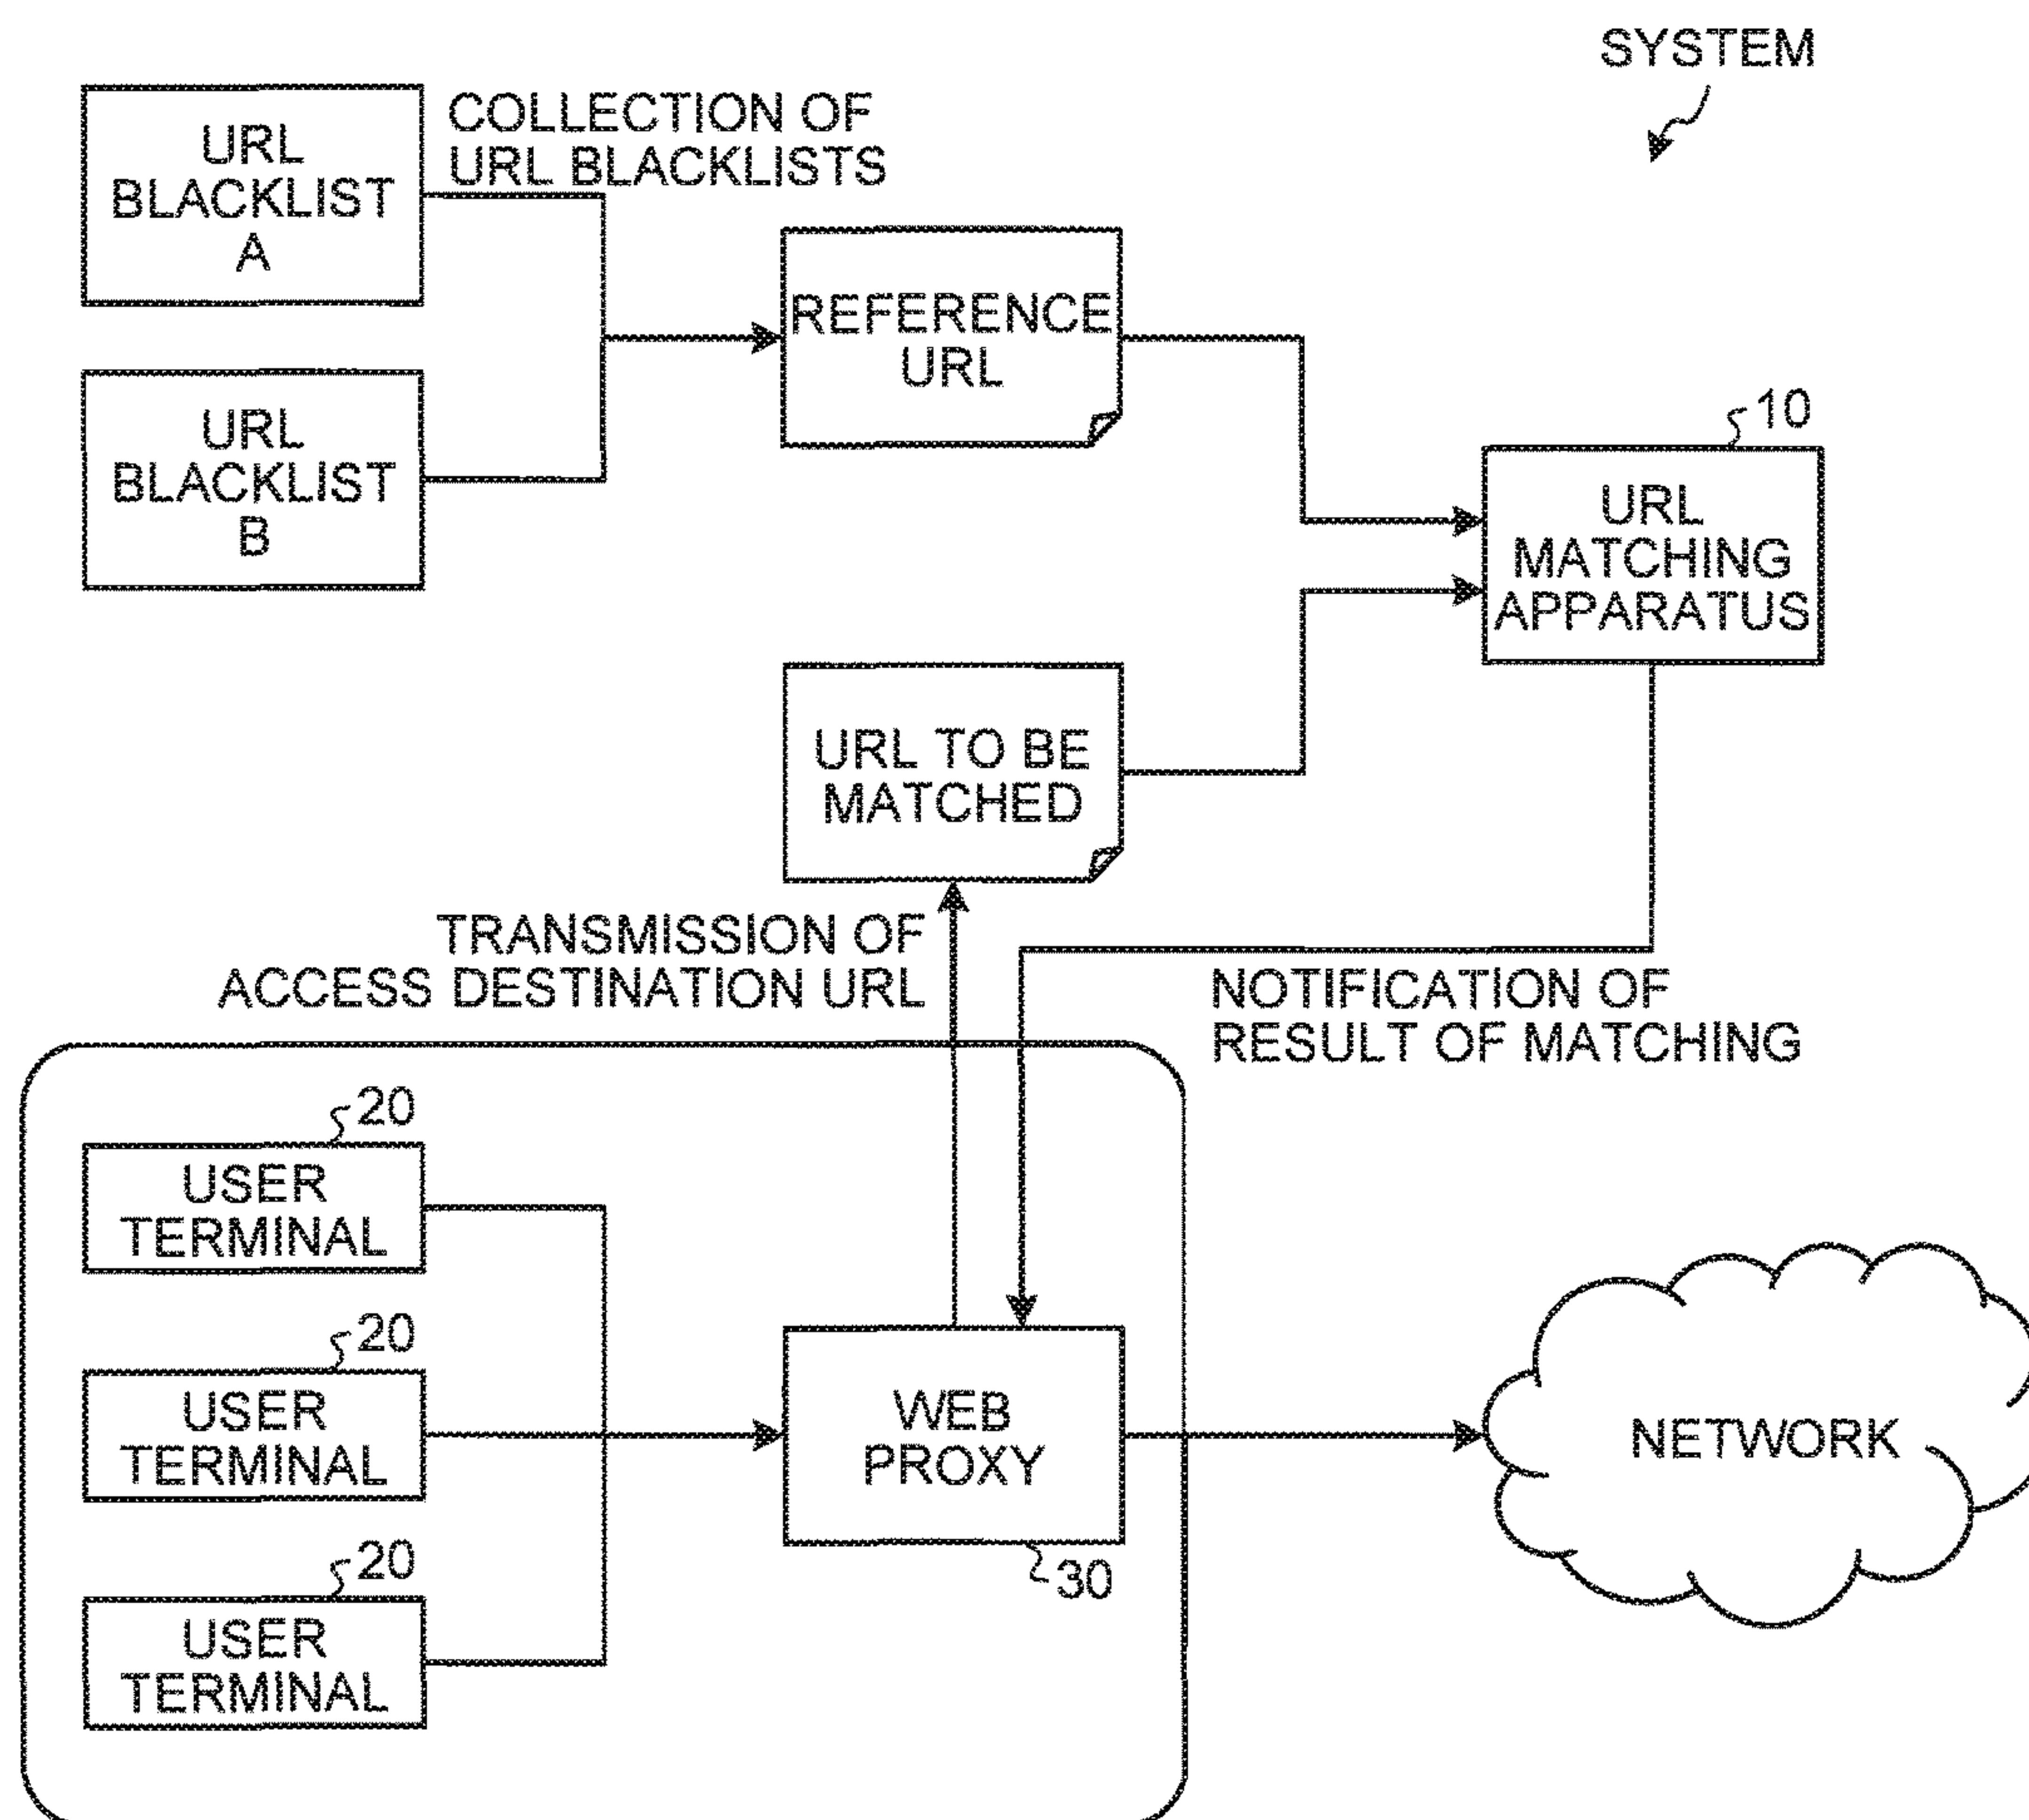 SYSTEM
URL
BLACKLIST
A
COLLECTION OF
URL BLACKLISTS
REFERENCE
URL
URL
BLACKLIST
B
10
URL
MATCHING
APPARATUS
URL TO BE
MATCHED
TRANSMISSION OF
ACCESS DESTINATION URL
NOTIFICATION OF
RESULT OF MATCHING
20
USER
TERMINAL
20
USER
TERMINAL
WEB
PROXY
30
NETWORK
20
USER
TERMINAL